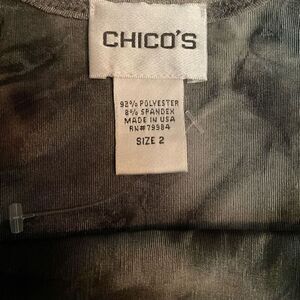 CHICO'S
92% POLYESTER
8% SPANDEX
MADE IN USA
RN#79984
SIZE 2